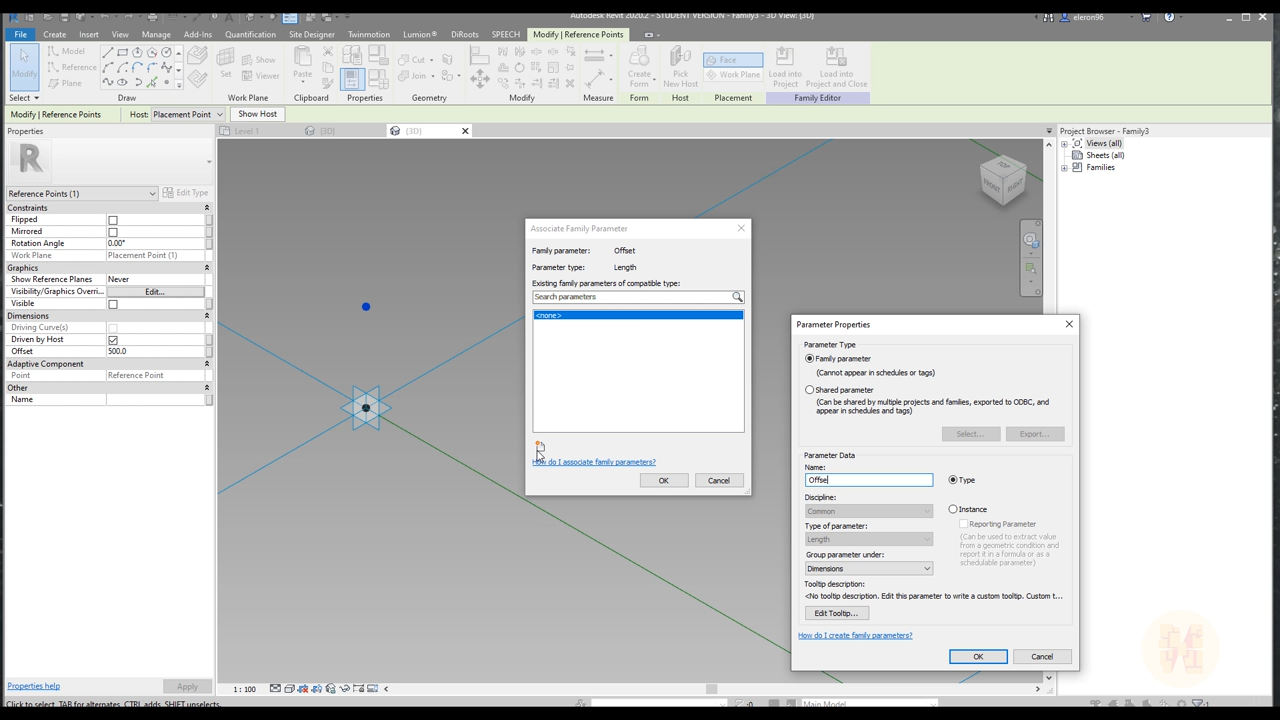 Autodesk Revit 2020.2 - STUDENT VERSION - Family3 - 3D View: {3D}
eleron96
File
Create
Insert
View
Manage
Add-Ins
Quantification
Site Designer
Twinmotion
Lumion®
DiRoots
SPEECH
Modify | Reference Points
Modify
Model
Reference
Set
Show
Viewer
Paste
Cut
Join
Create
Form
Pick
New Host
Face
Work Plane
Load into
Project
Load into
Project and Close
Select
Draw
Work Plane
Clipboard
Properties
Geometry
Modify
Measure
Form
Host
Placement
Family Editor
Modify | Reference Points
Host: Placement Point
Show Host
Properties
Level 1
{3D}
{3D}
Project Browser - Family3
Views (all)
Sheets (all)
Families
R
Reference Points (1)
Edit Type
Constraints
Flipped
Mirrored
Rotation Angle 0.00°
Work Plane Placement Point (1)
Graphics
Show Reference Planes Never
Visibility/Graphics Overri... Edit...
Visible
Dimensions
Driving Curve(s)
Driven by Host
Offset 500.0
Adaptive Component
Point Reference Point
Other
Name
Properties help
Apply
TOP
FRONT
RIGHT
Associate Family Parameter
Family parameter: Offset
Parameter type: Length
Existing family parameters of compatible type:
Search parameters
<none>
How do I associate family parameters?
OK
Cancel
Parameter Properties
Parameter Type
Family parameter
(Cannot appear in schedules or tags)
Shared parameter
(Can be shared by multiple projects and families, exported to ODBC, and
appear in schedules and tags)
Select...
Export...
Parameter Data
Name:
Offse
Type
Discipline:
Common
Instance
Type of parameter:
Length
Reporting Parameter
(Can be used to extract value
from a geometric condition and
report it in a formula or as a
schedulable parameter)
Group parameter under:
Dimensions
Tooltip description:
<No tooltip description. Edit this parameter to write a custom tooltip. Custom t...
Edit Tooltip...
How do I create family parameters?
OK
Cancel
1 : 100
Click to select, TAB for alternates, CTRL adds, SHIFT unselects.
:0
Main Model
:1